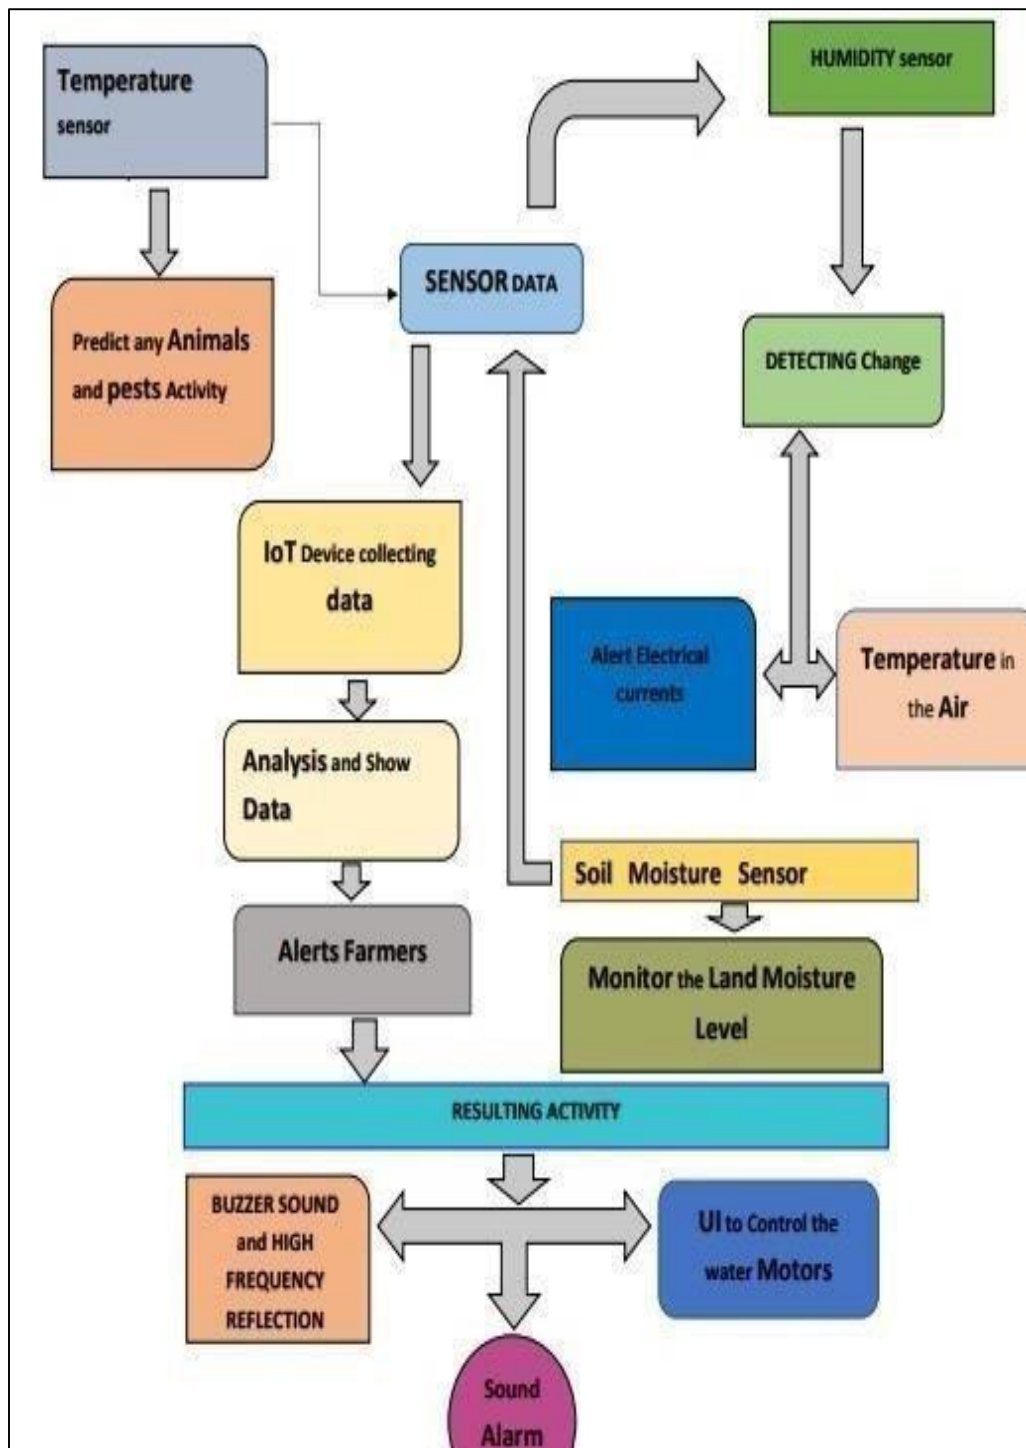 Temperature
sensor
HUMIDITY sensor
SENSOR DATA
Predict any Animals
and pests Activity
DETECTING Change
IoT Device collecting
data
Alert Electrical
currents
Temperature in
the Air
Analysis and Show
Data
Soil Moisture Sensor
Alerts Farmers
Monitor the Land Moisture
Level
RESULTING ACTIVITY
BUZZER SOUND
and HIGH
FREQUENCY
REFLECTION
UI to Control the
water Motors
Sound
Alarm